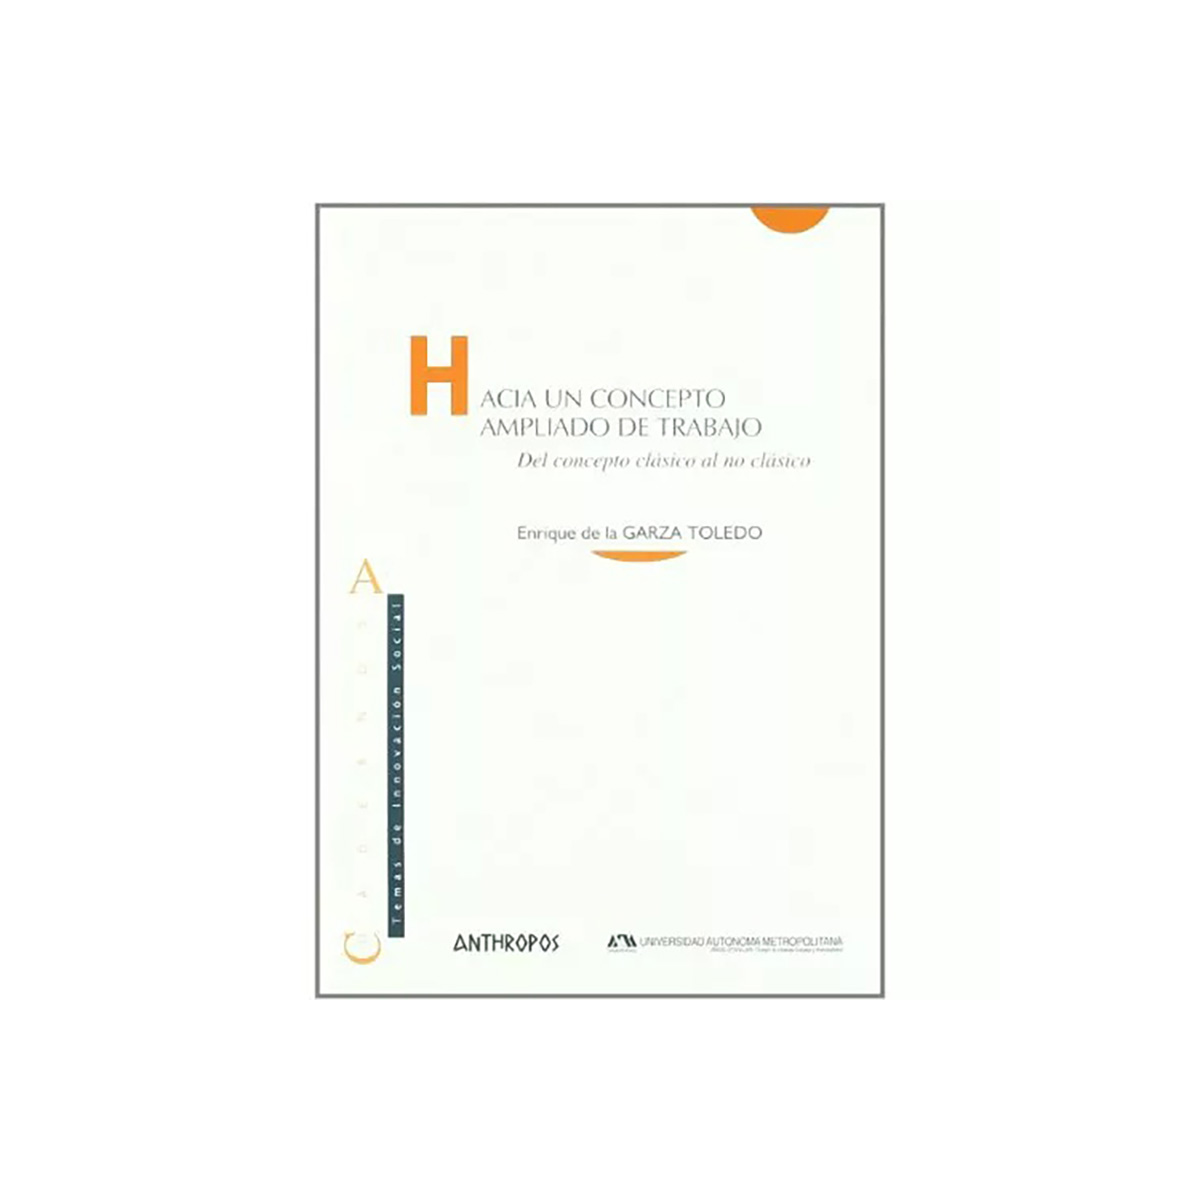 HACIA UN CONCEPTO
AMPLIADO DE TRABAJO
Del concepto clásico al no clásico
Enrique de la GARZA TOLEDO
CUADERNOS A
Temas de Innovación Social
ANTHROPOS
UNIVERSIDAD AUTONOMA METROPOLITANA